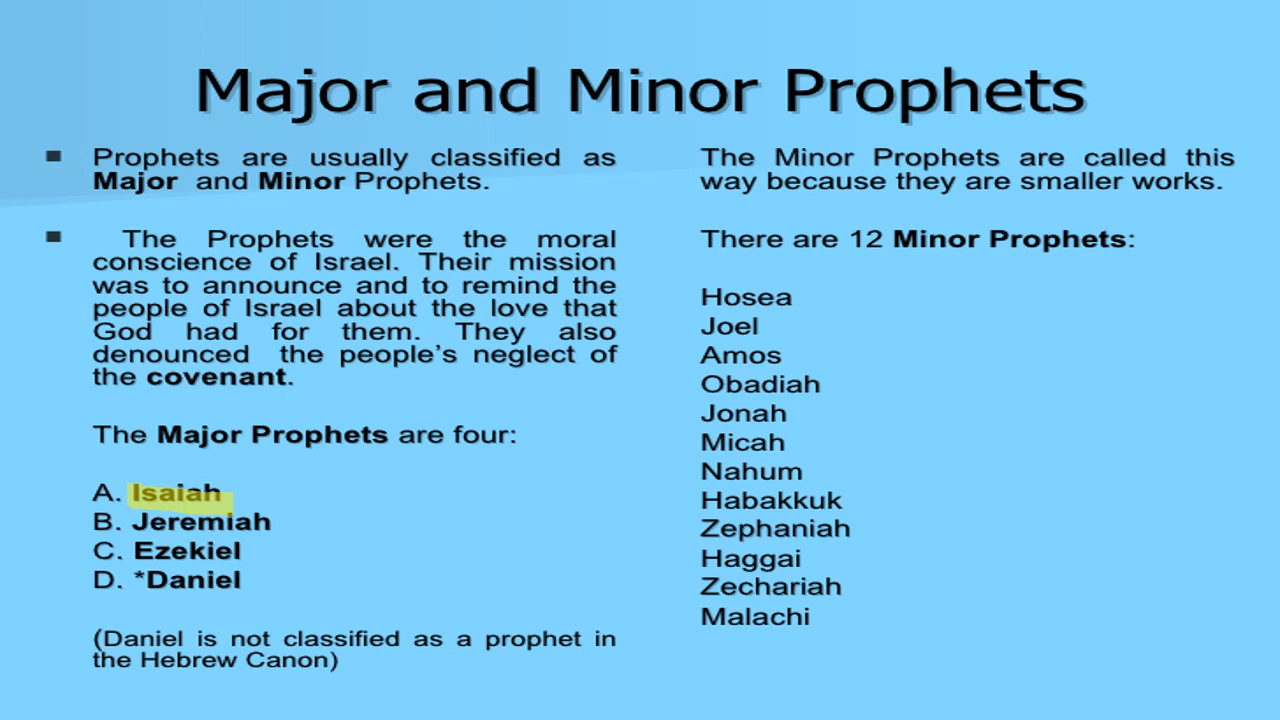 Major and Minor Prophets
Prophets are usually classified as
Major and Minor Prophets.
The Prophets were the moral
conscience of Israel. Their mission
was to announce and to remind the
people of Israel about the love that
God had for them. They also
denounced the people's neglect of
the covenant.
The Major Prophets are four:
A. Isaiah
B. Jeremiah
C. Ezekiel
D. *Daniel
(Daniel is not classified as a prophet in
the Hebrew Canon)
The Minor Prophets are called this
way because they are smaller works.
There are 12 Minor Prophets:
Hosea
Joel
Amos
Obadiah
Jonah
Micah
Nahum
Habakkuk
Zephaniah
Haggai
Zechariah
Malachi